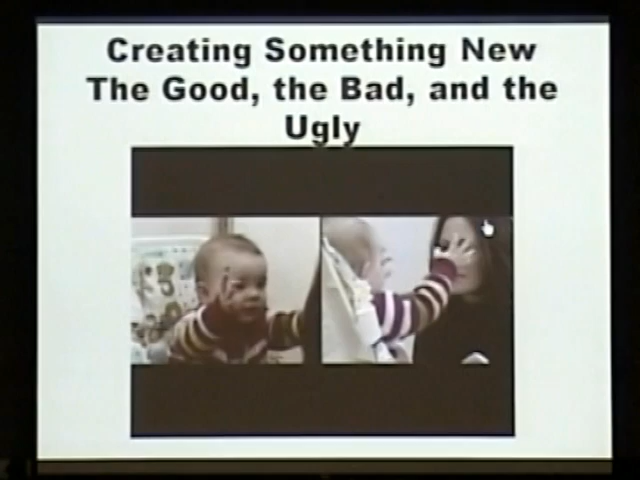 Creating Something New
The Good, the Bad, and the
Ugly